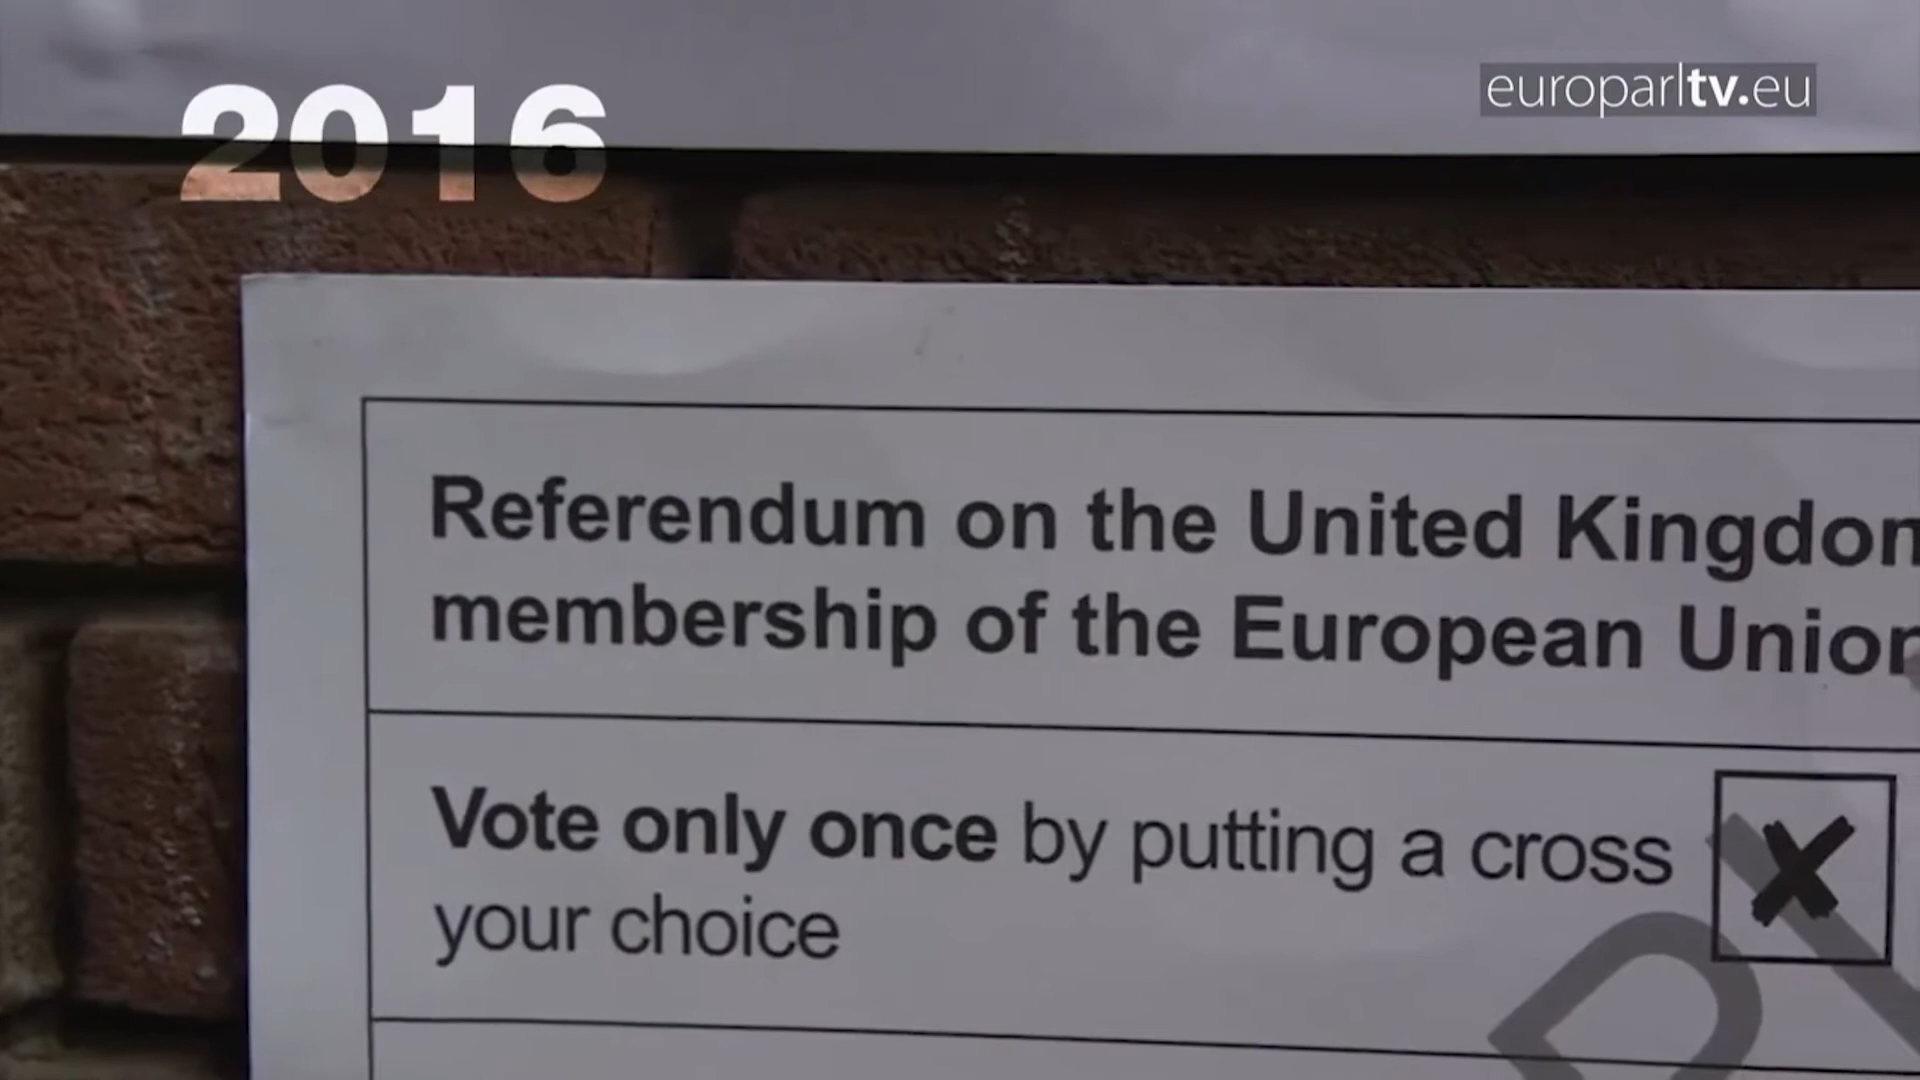 2016
europarltv.eu
Referendum on the United Kingdom
membership of the European Union
Vote only once by putting a cross
your choice